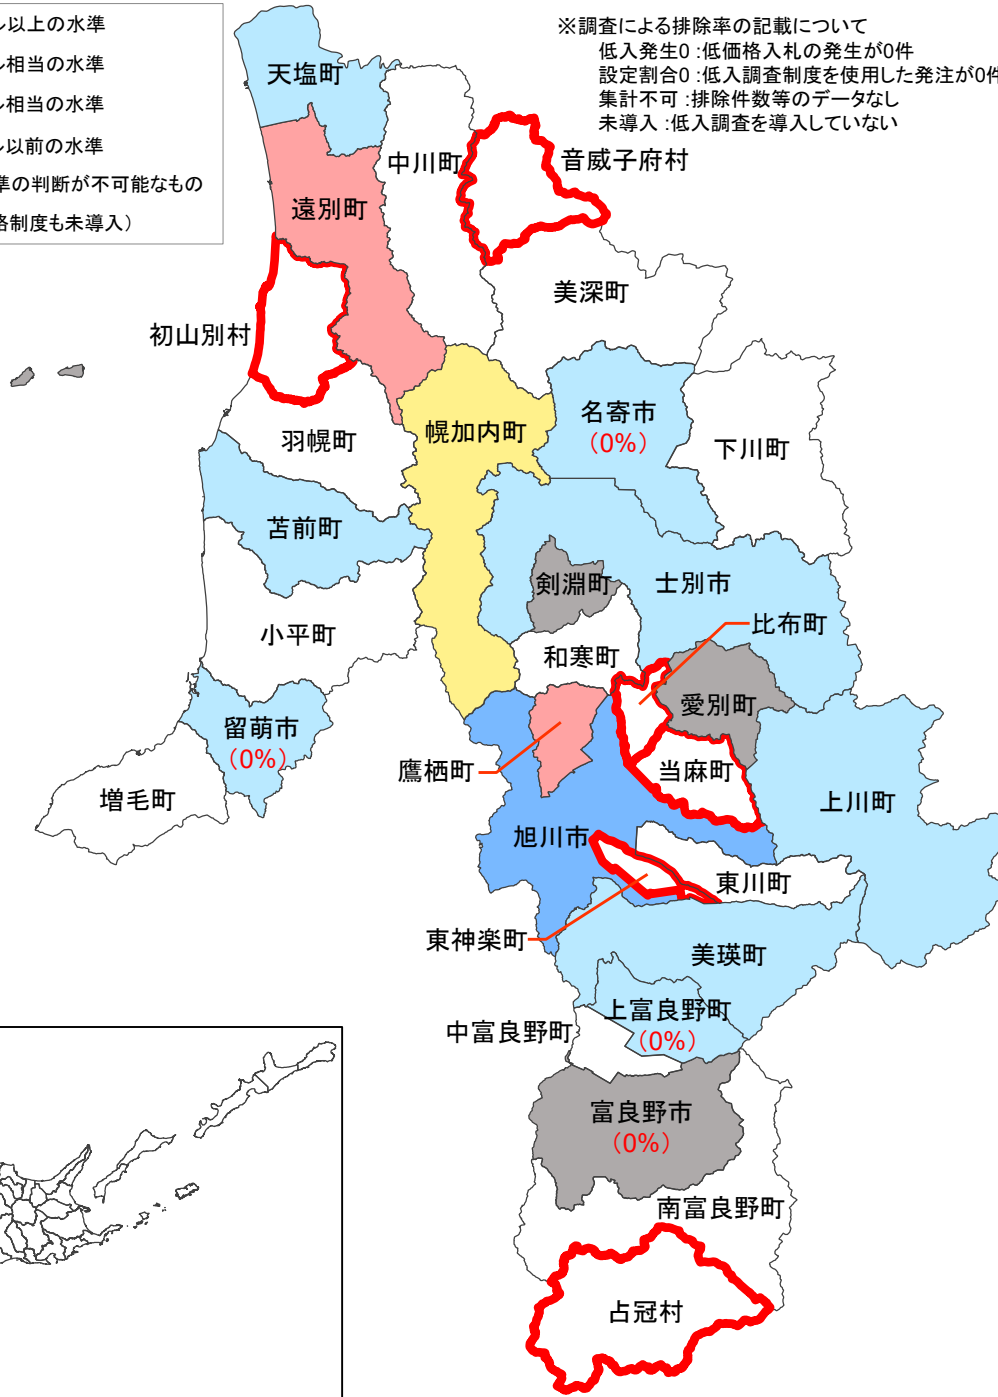 ル以上の水準
ル相当の水準
ル相当の水準
ル以前の水準
準の判断が不可能なもの
格制度も未導入）
※調査による排除率の記載について
低入発生0 :低価格入札の発生が0件
設定割合0 :低入調査制度を使用した発注が0件
集計不可 :排除件数等のデータなし
未導入 :低入調査を導入していない
天塩町
中川町
音威子府村
遠別町
美深町
初山別村
名寄市
（0%）
幌加内町
羽幌町
下川町
苫前町
剣淵町
士別市
比布町
小平町
和寒町
愛別町
留萌市
（0%）
鷹栖町
当麻町
増毛町
上川町
旭川市
東川町
東神楽町
美瑛町
上富良野町
（0%）
中富良野町
富良野市
（0%）
南富良野町
占冠村